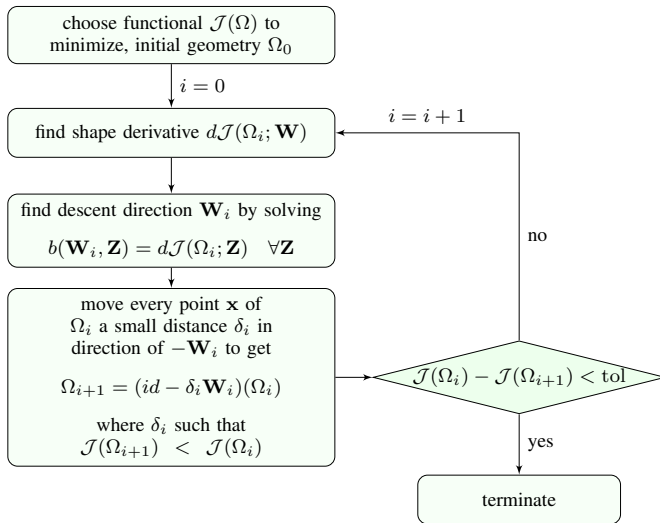 choose functional 𝒥(Ω) to
minimize, initial geometry Ω₀
i = 0
find shape derivative d𝒥(Ωᵢ; 𝐖)
i = i + 1
find descent direction 𝐖ᵢ by solving
b(𝐖ᵢ, 𝐙) = d𝒥(Ωᵢ; 𝐙) ∀𝐙
no
move every point 𝐱 of
Ωᵢ a small distance δᵢ in
direction of −𝐖ᵢ to get
Ωᵢ₊₁ = (id − δᵢ𝐖ᵢ)(Ωᵢ)
where δᵢ such that
𝒥(Ωᵢ₊₁) < 𝒥(Ωᵢ)
𝒥(Ωᵢ) − 𝒥(Ωᵢ₊₁) < tol
yes
terminate